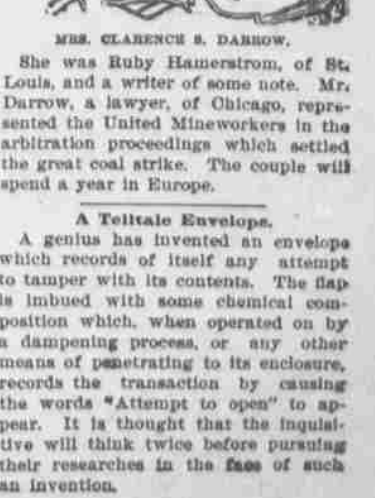 MRS. CLARENCE S. DARROW.
She was Ruby Hamerstrom, of St.
Louis, and a writer of some note. Mr.
Darrow, a lawyer, of Chicago, repre-
sented the United Mineworkers in the
arbitration proceedings which settled
the great coal strike. The couple will
spend a year in Europe.
A Telltale Envelope.
A genius has invented an envelope
which records of itself any attempt
to tamper with its contents. The flap
is imbued with some chemical com-
position which, when operated on by
a dampening process, or any other
means of penetrating to its enclosure,
records the transaction by causing
the words "Attempt to open" to ap-
pear. It is thought that the inquisi-
tive will think twice before pursuing
their researches in the face of such
an invention.